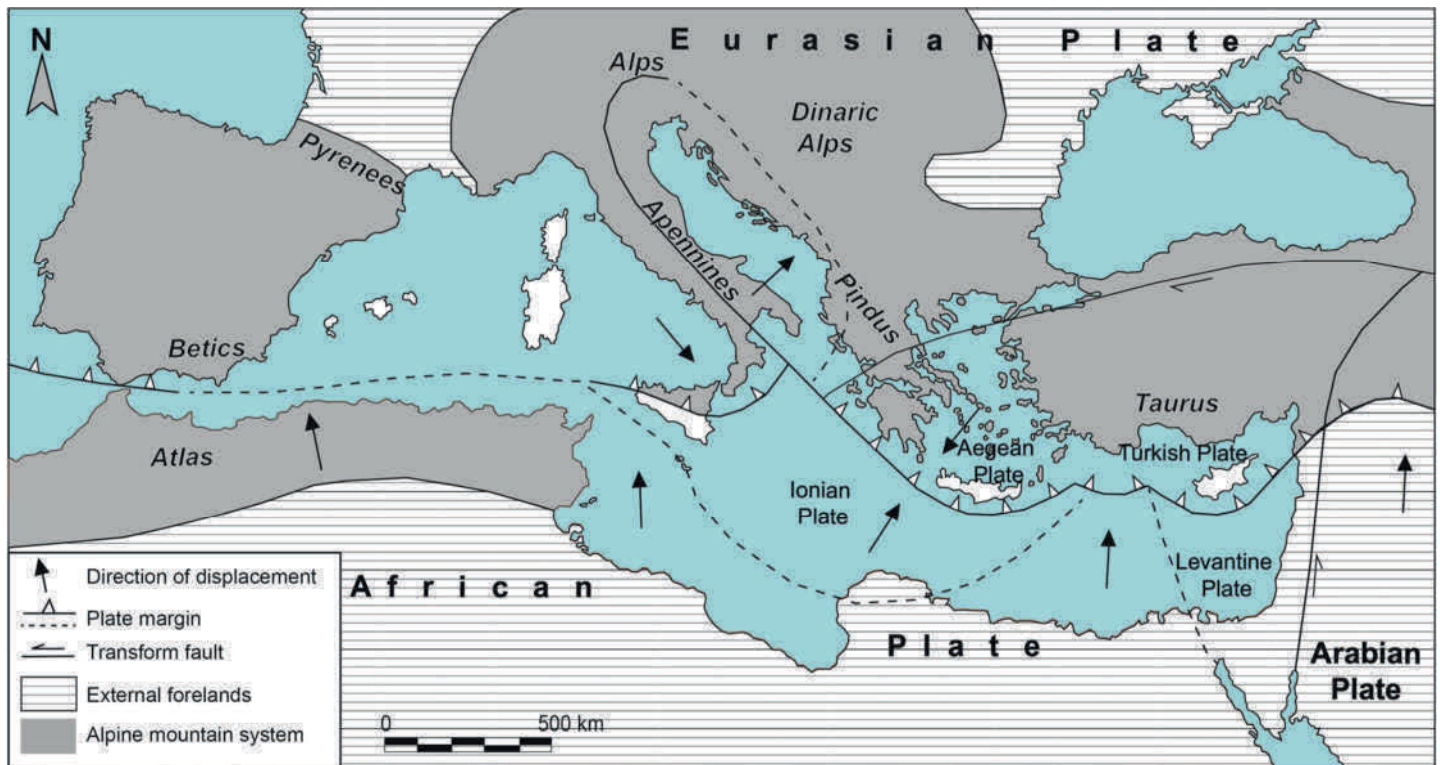 N
Eurasian Plate
Alps
Dinaric
Alps
Pyrenees
Apennines
Pindus
Betics
Taurus
Atlas
Aegean
Plate
Turkish Plate
Ionian
Plate
Levantine
Plate
African
Plate
Arabian
Plate
Direction of displacement
Plate margin
Transform fault
External forelands
Alpine mountain system
0 500 km